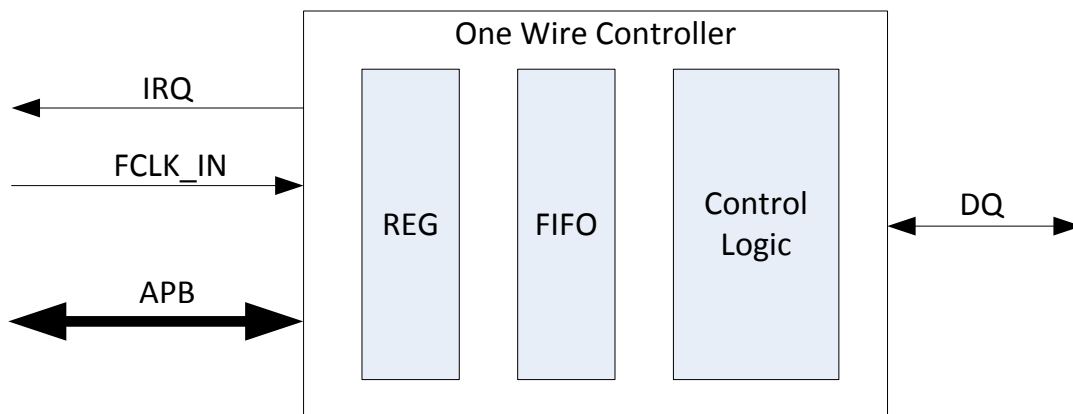 One Wire Controller
IRQ
FCLK_IN
APB
REG
FIFO
Control
Logic
DQ